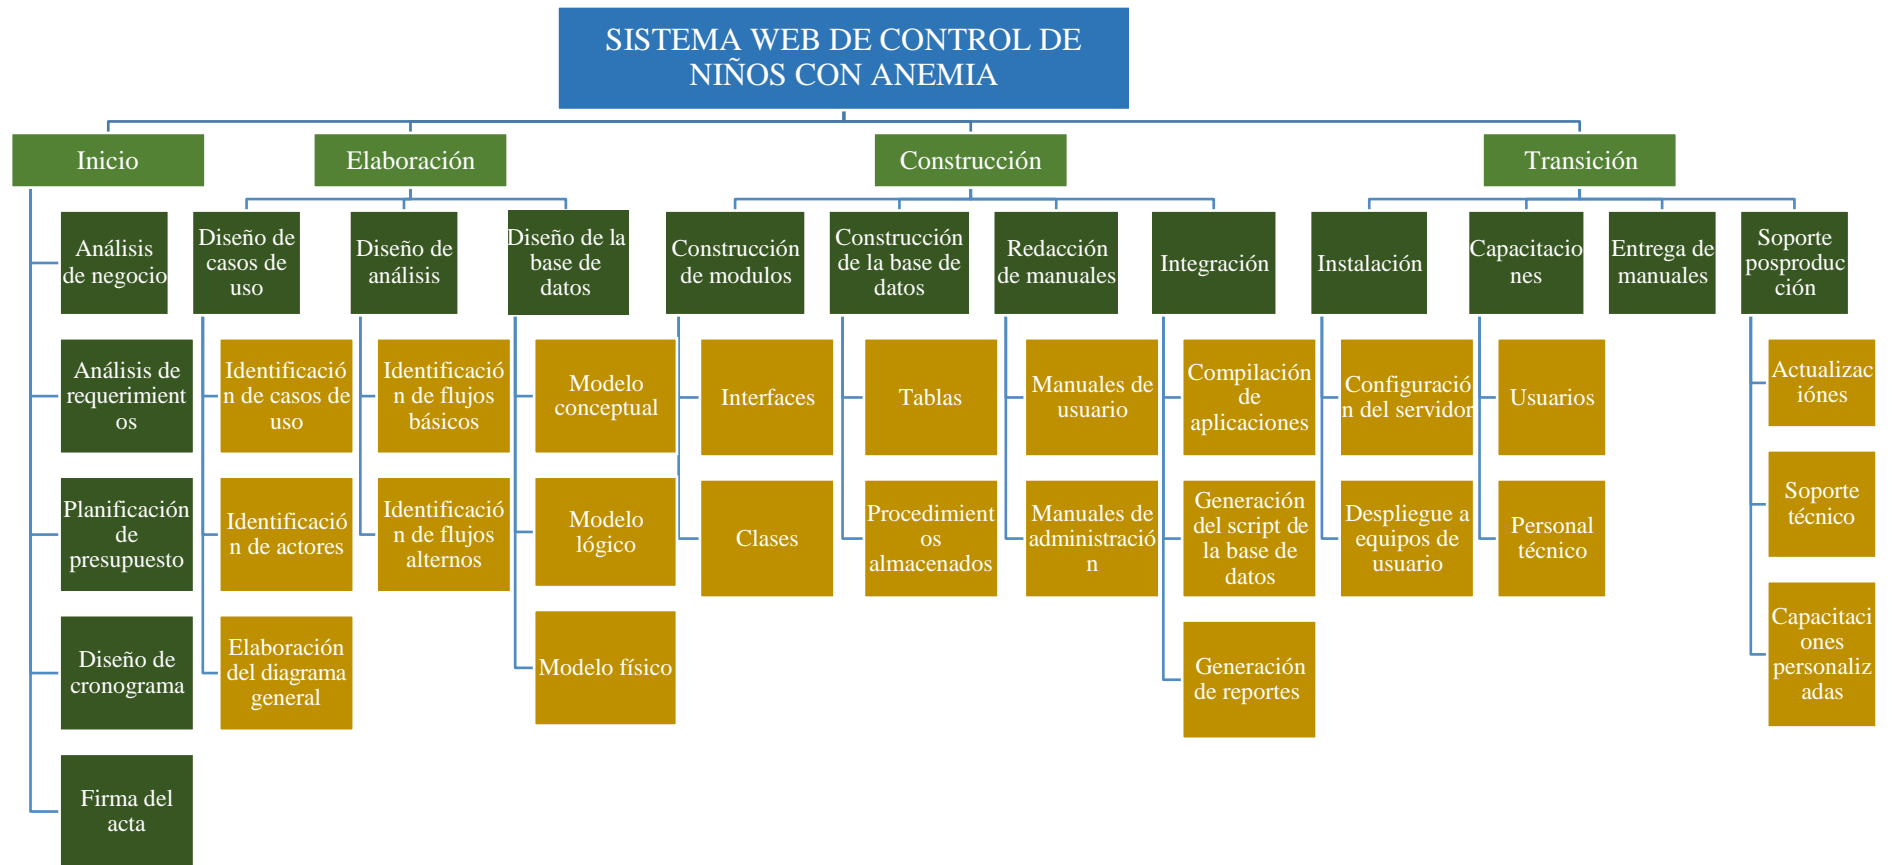 SISTEMA WEB DE CONTROL DE
NIÑOS CON ANEMIA
Inicio
Elaboración
Construcción
Transición
Análisis
de negocio
Análisis de
requerimient
os
Planificación
de
presupuesto
Diseño de
cronograma
Firma del
acta
Diseño de
casos de
uso
Identificació
n de casos de
uso
Identificació
n de actores
Elaboración
del diagrama
general
Diseño de
análisis
Identificació
n de flujos
básicos
Identificació
n de flujos
alternos
Diseño de la
base de
datos
Modelo
conceptual
Modelo
lógico
Modelo físico
Construcción
de modulos
Interfaces
Clases
Construcción
de la base de
datos
Tablas
Procedimient
os
almacenados
Redacción
de manuales
Manuales de
usuario
Manuales de
administració
n
Integración
Compilación
de
aplicaciones
Generación
del script de
la base de
datos
Generación
de reportes
Instalación
Configuració
n del servidor
Despliegue a
equipos de
usuario
Capacitacio
nes
Usuarios
Personal
técnico
Entrega de
manuales
Soporte
posproducc
ión
Actualizac
iónes
Soporte
técnico
Capacitaci
ones
personaliz
adas